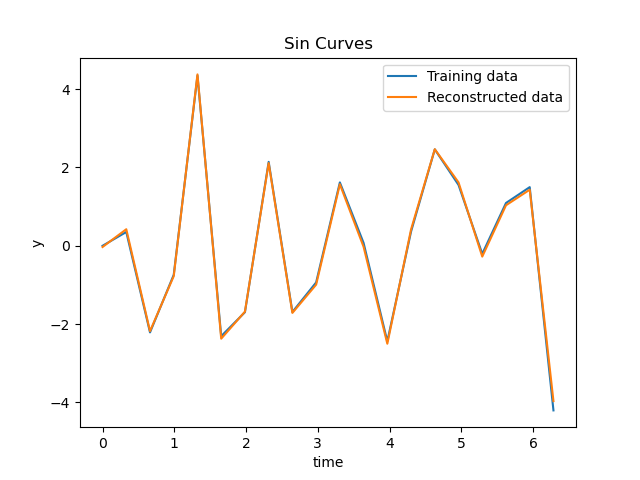 Sin Curves
Training data
Reconstructed data
4
2
0
−2
−4
y
0 1 2 3 4 5 6
time